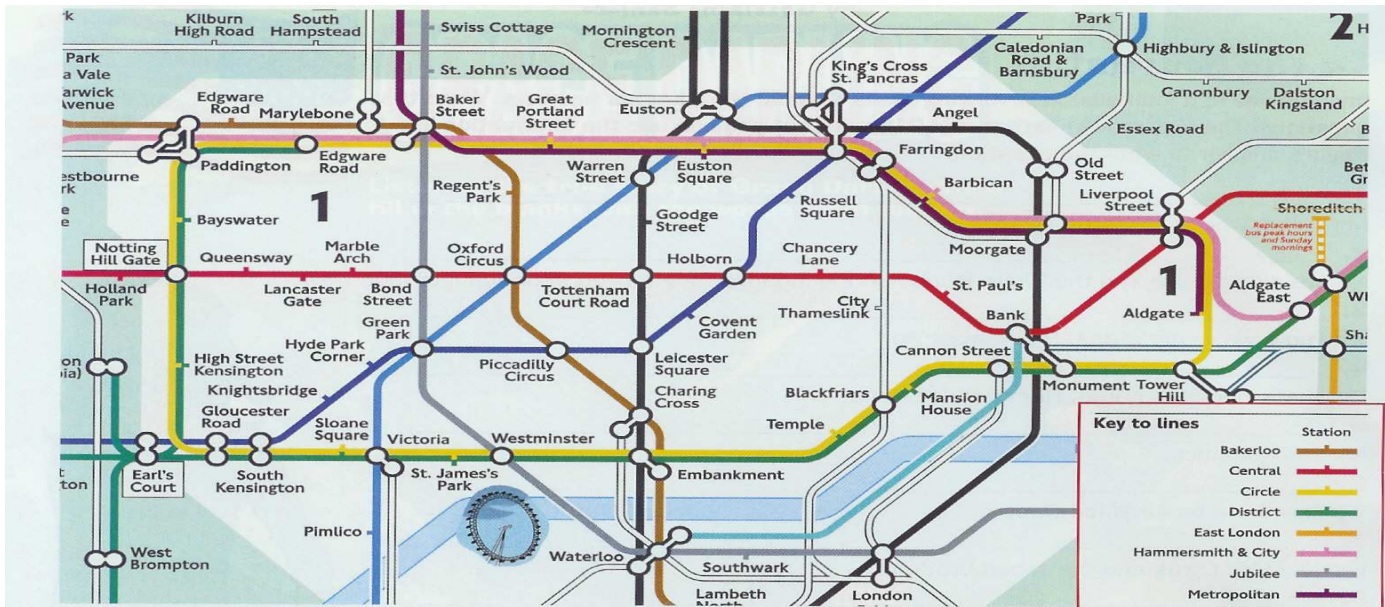 Kilburn
High Road
South
Hampstead
Swiss Cottage
Mornington
Crescent
Park
Caledonian
Road &
Barnsbury
Highbury & Islington
2
Park
a Vale
arwick
Avenue
St. John's Wood
King's Cross
St. Pancras
Canonbury
Dalston
Kingsland
Edgware
Road
Marylebone
Baker
Street
Great
Portland
Street
Euston
Angel
Essex Road
Paddington
Edgware
Road
Warren
Street
Euston
Square
Farringdon
Barbican
Old
Street
Liverpool
Street
estbourne
rk
Regent's
Park
1
Bayswater
Goodge
Street
Russell
Square
Moorgate
Shoreditch
Replacement
bus peak hours
and Sunday
mornings
Notting
Hill Gate
Queensway
Marble
Arch
Oxford
Circus
Holborn
Chancery
Lane
Holland
Park
Lancaster
Gate
Bond
Street
Tottenham
Court Road
St. Paul's
1
Aldgate
East
Aldgate
City
Thameslink
Green
Park
Covent
Garden
Bank
Hyde Park
Corner
High Street
Kensington
Piccadilly
Circus
Leicester
Square
Cannon Street
Monument
Tower
Hill
Knightsbridge
Charing
Cross
Blackfriars
Mansion
House
Gloucester
Road
Sloane
Square
Victoria
Westminster
Temple
Earl's
Court
South
Kensington
St. James's
Park
Embankment
Pimlico
West
Brompton
Waterloo
Southwark
Lambeth
North
London
Key to lines
Station
Bakerloo
Central
Circle
District
East London
Hammersmith & City
Jubilee
Metropolitan